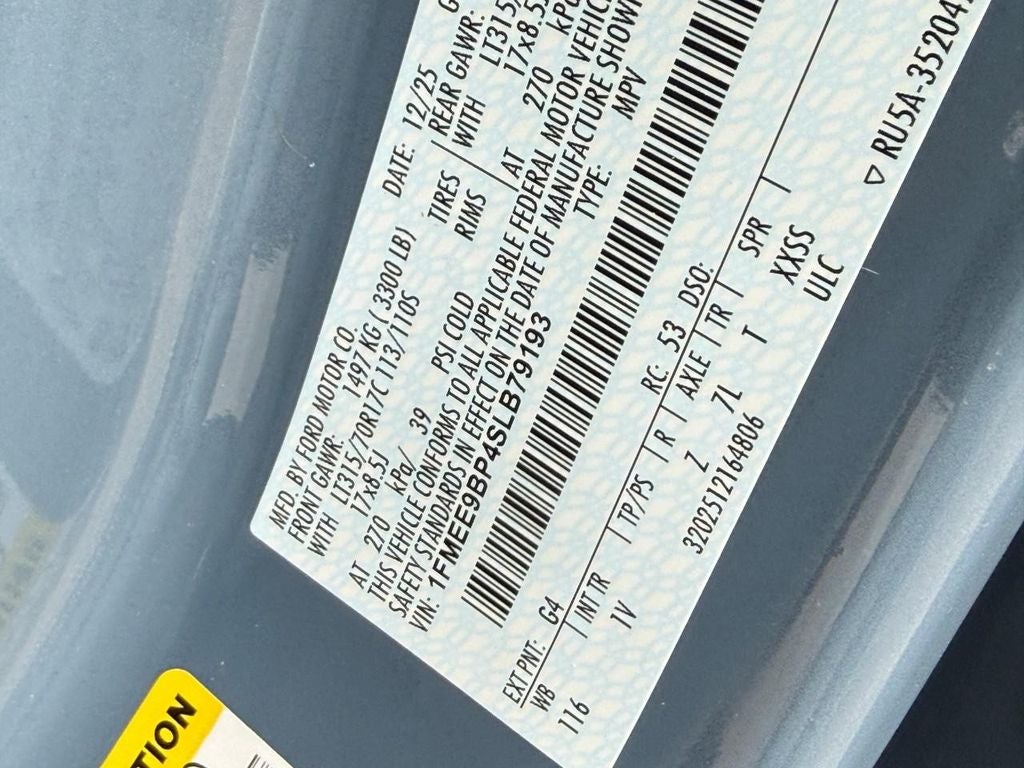 MFD. BY FORD MOTOR CO.
DATE: 12/25
FRONT GAWR: 1497 KG ( 3300 LB)
REAR GAWR:
WITH LT315/70R17C 113/110S TIRES WITH
17x8.5J RIMS 17x8.5J
AT 270 kPa/ 39 PSI COLD AT 270
THIS VEHICLE CONFORMS TO ALL APPLICABLE FEDERAL MOTOR
SAFETY STANDARDS IN EFFECT ON THE DATE OF MANUFACTURE
VIN: 1FMEE9BP4SLB79193
TYPE: MPV
EXT PNT: G4 RC: 53 DSO:
WB INT TR TP/PS R AXLE TR SPR
116 1V Z 7L T XXSS
3202512164806 ULC
RU5A-35204
TION